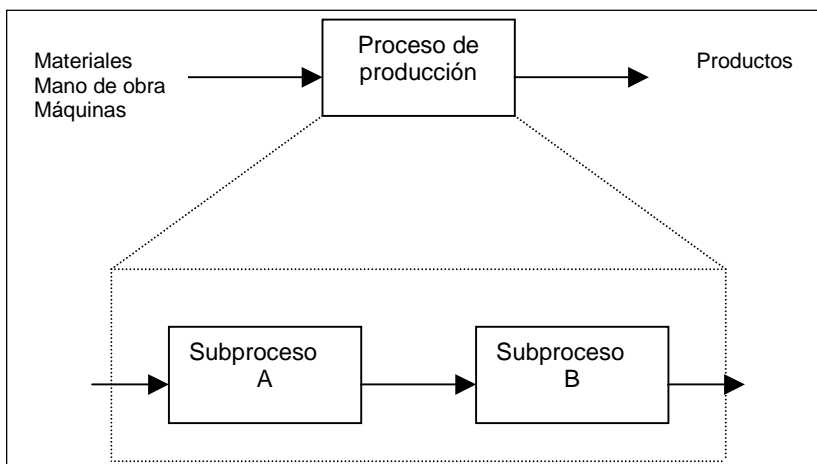 Materiales
Mano de obra
Máquinas
Proceso de
producción
Productos
Subproceso
A
Subproceso
B